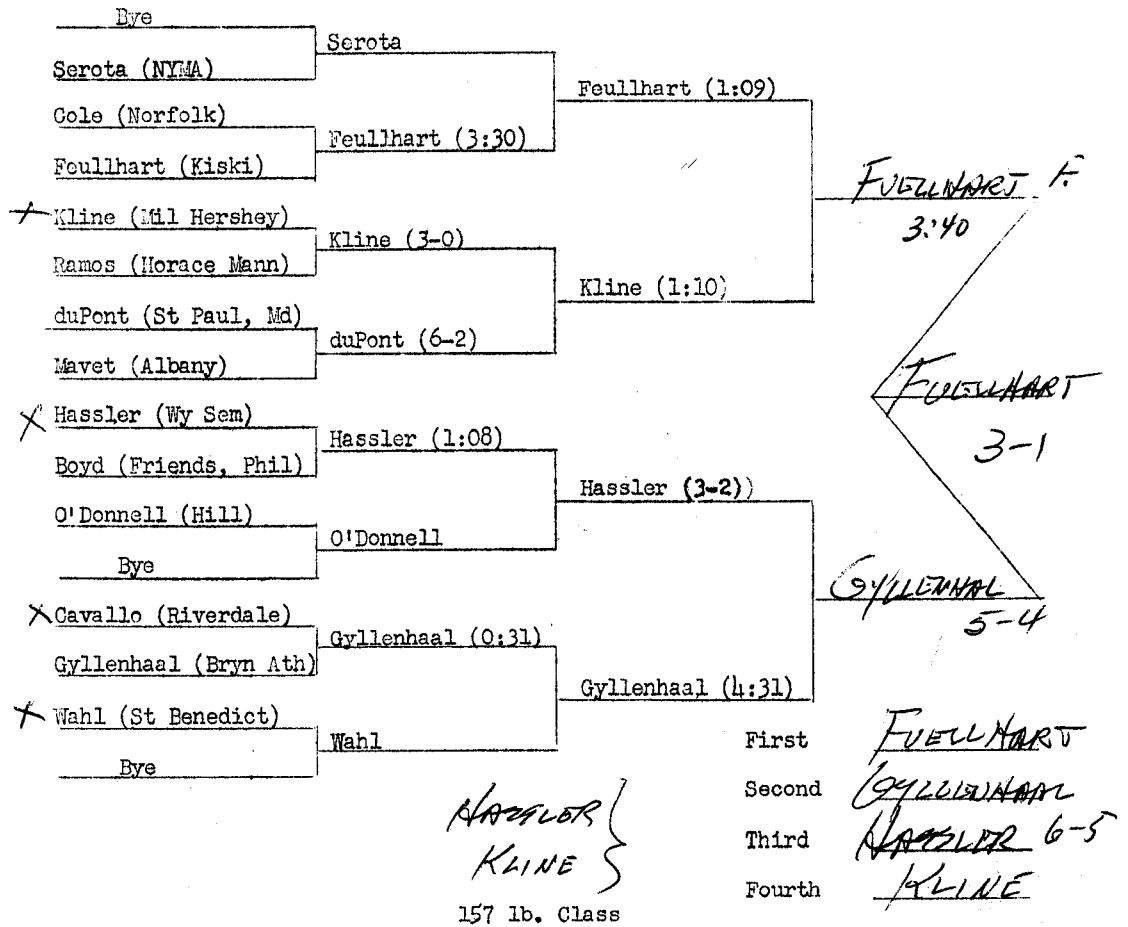 Bye
Serota (NYMA)
Cole (Norfolk)
Feullhart (Kiski)
Kline (Mil Hershey)
Ramos (Horace Mann)
duPont (St Paul, Md)
Mavet (Albany)
Hassler (Wy Sem)
Boyd (Friends, Phil)
O'Donnell (Hill)
Bye
Cavallo (Riverdale)
Gyllenhaal (Bryn Ath)
Wahl (St Benedict)
Bye
Serota
Feullhart (3:30)
Kline (3-0)
duPont (6-2)
Hassler (1:08)
O'Donnell
Gyllenhaal (0:31)
Wahl
Feullhart (1:09)
Kline (1:10)
Hassler (3-2))
Gyllenhaal (4:31)
FUELLHART F.
3:40
GYLLENHAL
5-4
FUELLHART
3-1
HASSLER
KLINE
First FUELLHART
Second GYLLENHAAL
Third HASSLER 6-5
Fourth KLINE
157 lb. Class